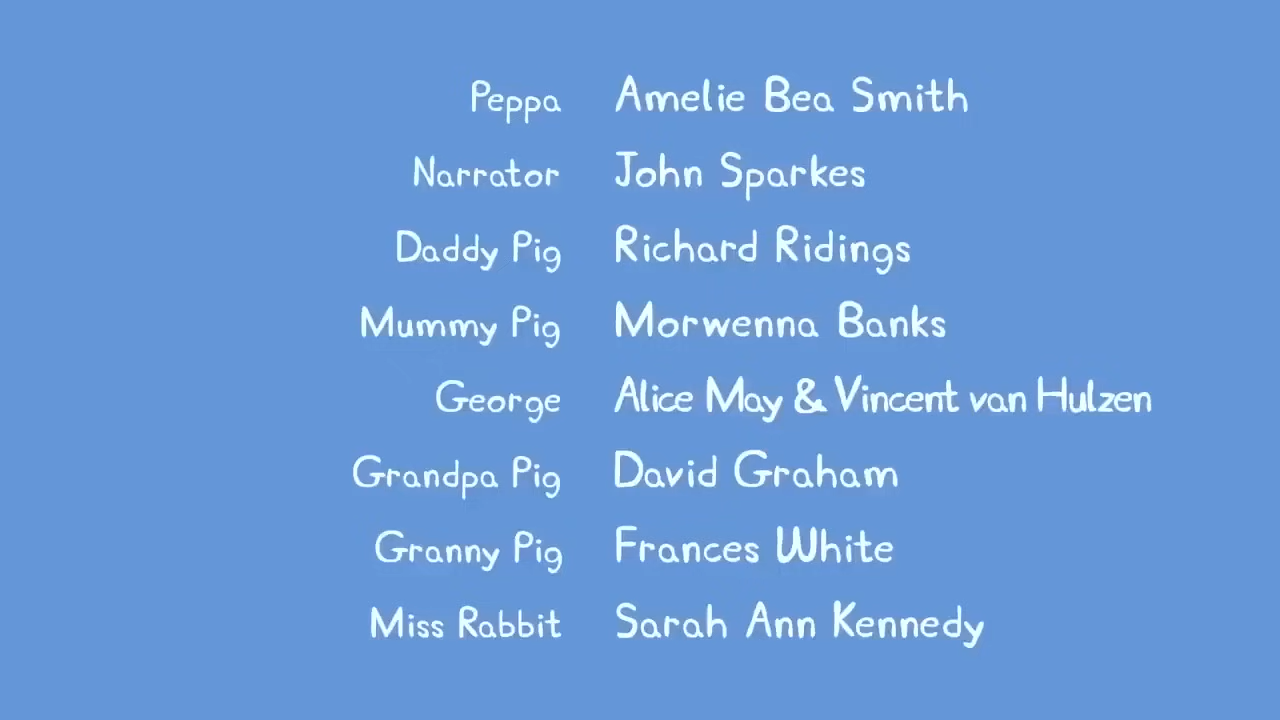 Peppa Amelie Bea Smith
Narrator John Sparkes
Daddy Pig Richard Ridings
Mummy Pig Morwenna Banks
George Alice May & Vincent van Hulzen
Grandpa Pig David Graham
Granny Pig Frances White
Miss Rabbit Sarah Ann Kennedy